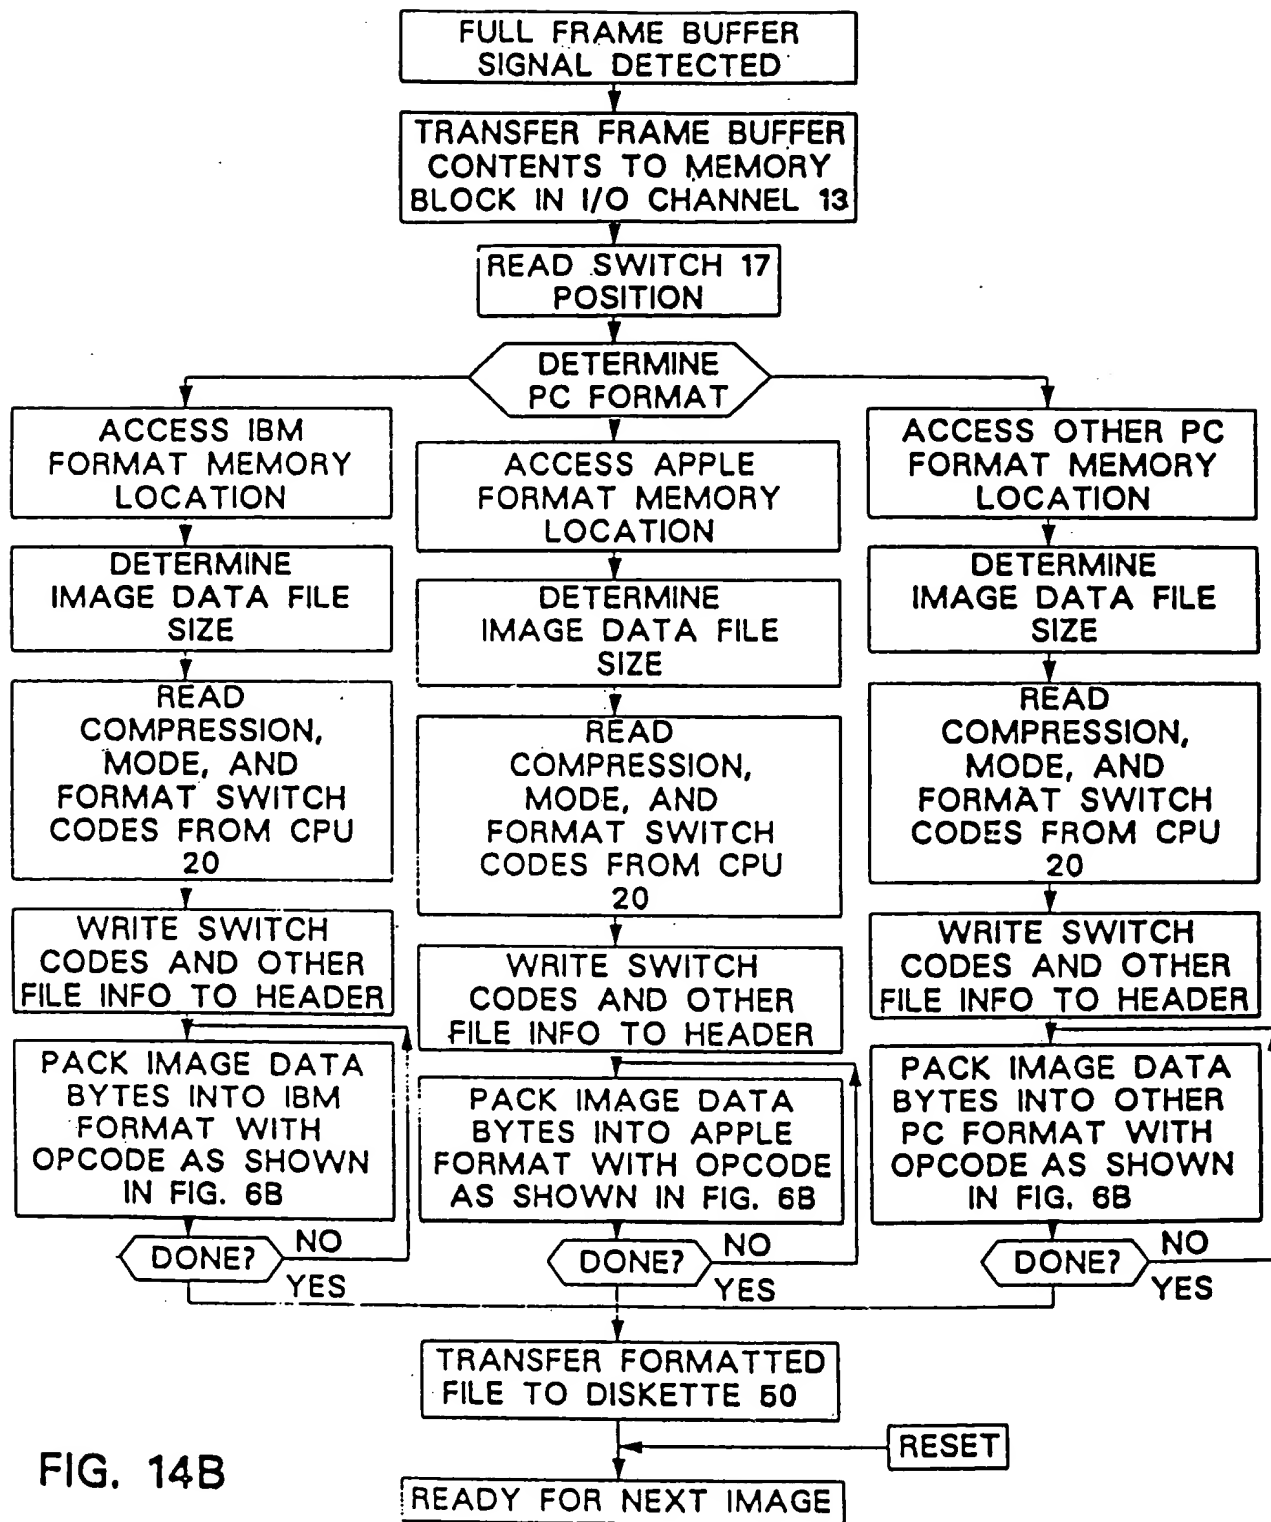 FULL FRAME BUFFER
SIGNAL DETECTED
TRANSFER FRAME BUFFER
CONTENTS TO MEMORY
BLOCK IN I/O CHANNEL 13
READ SWITCH 17
POSITION
DETERMINE
PC FORMAT
ACCESS IBM
FORMAT MEMORY
LOCATION
DETERMINE
IMAGE DATA FILE
SIZE
READ
COMPRESSION,
MODE, AND
FORMAT SWITCH
CODES FROM CPU
20
WRITE SWITCH
CODES AND OTHER
FILE INFO TO HEADER
PACK IMAGE DATA
BYTES INTO IBM
FORMAT WITH
OPCODE AS SHOWN
IN FIG. 6B
DONE?
NO
YES
ACCESS APPLE
FORMAT MEMORY
LOCATION
DETERMINE
IMAGE DATA FILE
SIZE
READ
COMPRESSION,
MODE, AND
FORMAT SWITCH
CODES FROM CPU
20
WRITE SWITCH
CODES AND OTHER
FILE INFO TO HEADER
PACK IMAGE DATA
BYTES INTO APPLE
FORMAT WITH OPCODE
AS SHOWN IN FIG. 6B
DONE?
NO
YES
ACCESS OTHER PC
FORMAT MEMORY
LOCATION
DETERMINE
IMAGE DATA FILE
SIZE
READ
COMPRESSION,
MODE, AND
FORMAT SWITCH
CODES FROM CPU
20
WRITE SWITCH
CODES AND OTHER
FILE INFO TO HEADER
PACK IMAGE DATA
BYTES INTO OTHER
PC FORMAT WITH
OPCODE AS SHOWN
IN FIG. 6B
DONE?
NO
YES
TRANSFER FORMATTED
FILE TO DISKETTE 50
RESET
READY FOR NEXT IMAGE
FIG. 14B